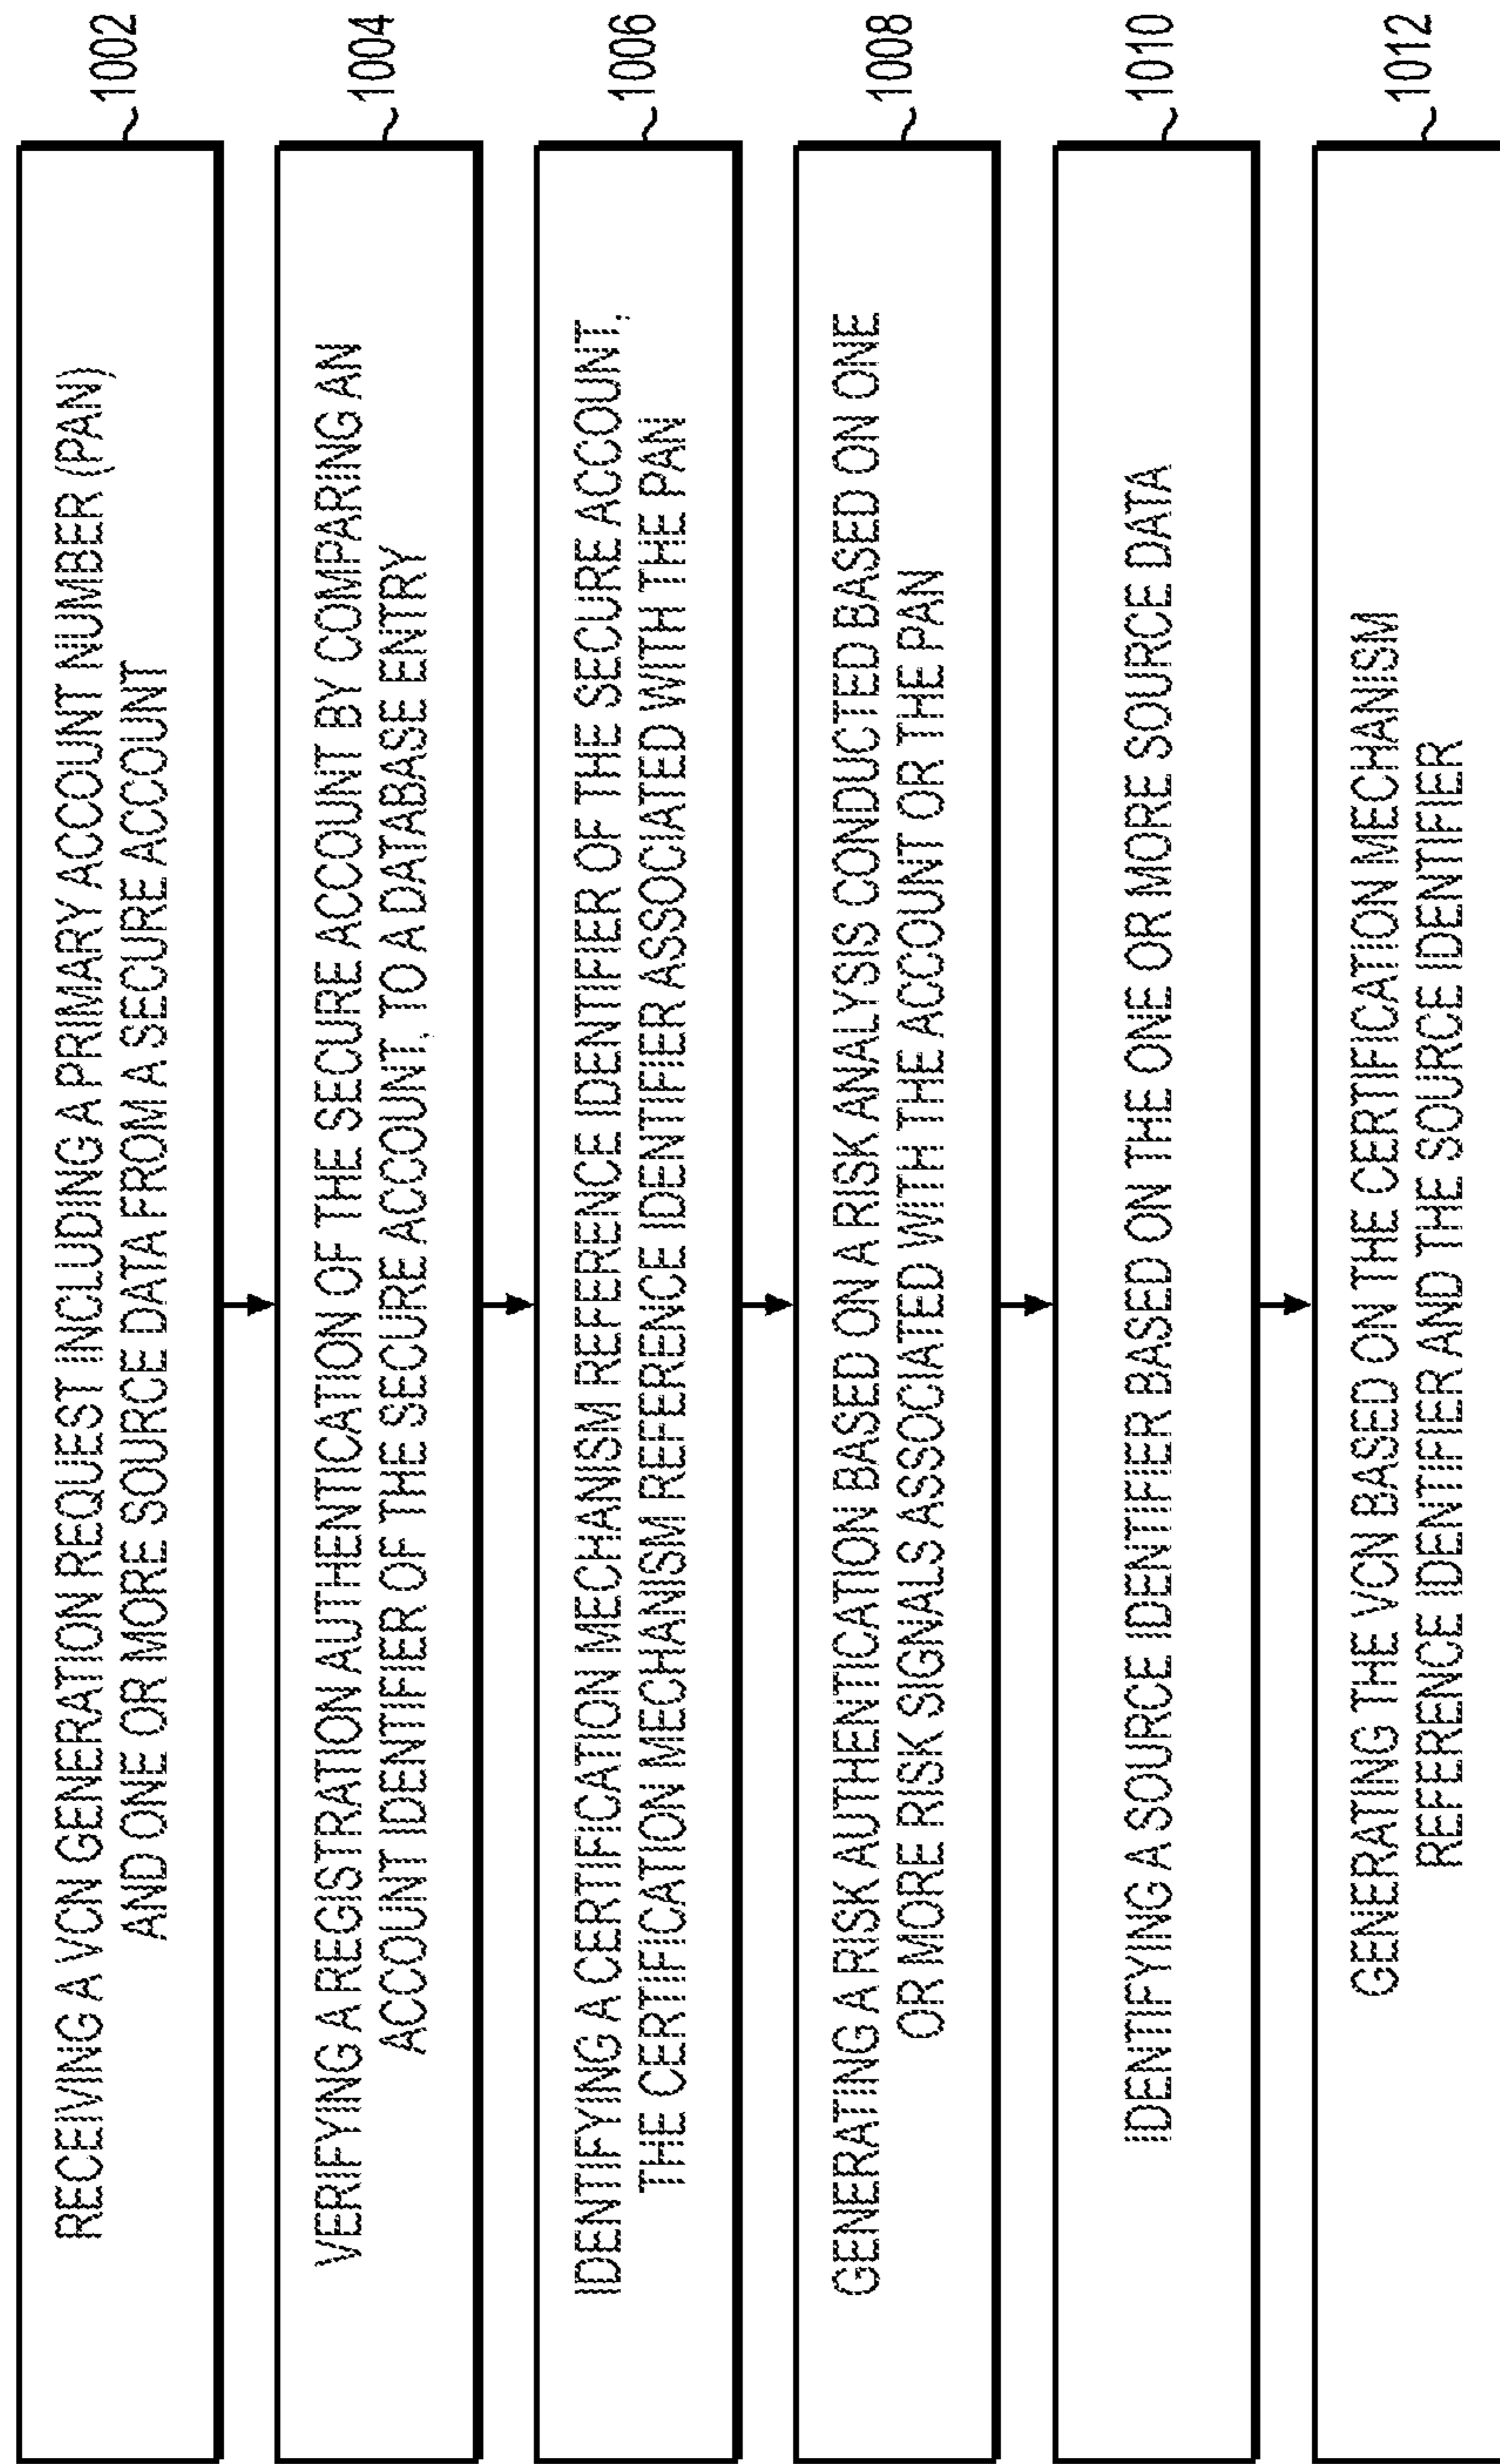 RECEIVING A VCN GENERATION REQUEST INCLUDING A PRIMARY ACCOUNT NUMBER (PAN)
AND ONE OR MORE SOURCE DATA FROM A SECURE ACCOUNT
1002
VERIFYING A REGISTRATION AUTHENTICATION OF THE SECURE ACCOUNT BY COMPARING AN
ACCOUNT IDENTIFIER OF THE SECURE ACCOUNT, TO A DATABASE ENTRY
1004
IDENTIFYING A CERTIFICATION MECHANISM REFERENCE IDENTIFIER OF THE SECURE ACCOUNT,
THE CERTIFICATION MECHANISM REFERENCE IDENTIFIER ASSOCIATED WITH THE PAN
1006
GENERATING A RISK AUTHENTICATION BASED ON A RISK ANALYSIS CONDUCTED BASED ON ONE
OR MORE RISK SIGNALS ASSOCIATED WITH THE ACCOUNT OR THE PAN
1008
IDENTIFYING A SOURCE IDENTIFIER BASED ON THE ONE OR MORE SOURCE DATA
1010
GENERATING THE VCN BASED ON THE CERTIFICATION MECHANISM
REFERENCE IDENTIFIER AND THE SOURCE IDENTIFIER
1012